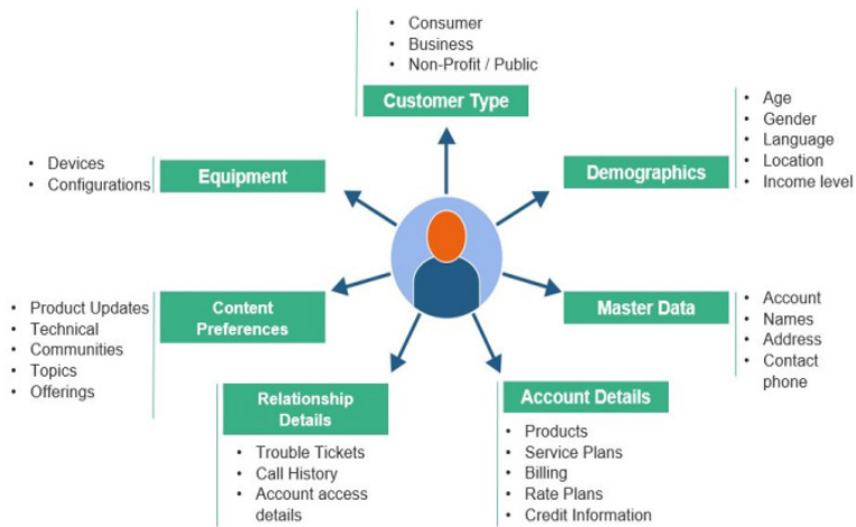 • Consumer
• Business
• Non-Profit / Public
Customer Type
• Age
• Gender
• Language
• Location
• Income level
Demographics
• Devices
• Configurations
Equipment
• Product Updates
• Technical
• Communities
• Topics
• Offerings
Content
Preferences
Master Data
• Account
• Names
• Address
• Contact
phone
Relationship
Details
• Trouble Tickets
• Call History
• Account access
details
Account Details
• Products
• Service Plans
• Billing
• Rate Plans
• Credit Information